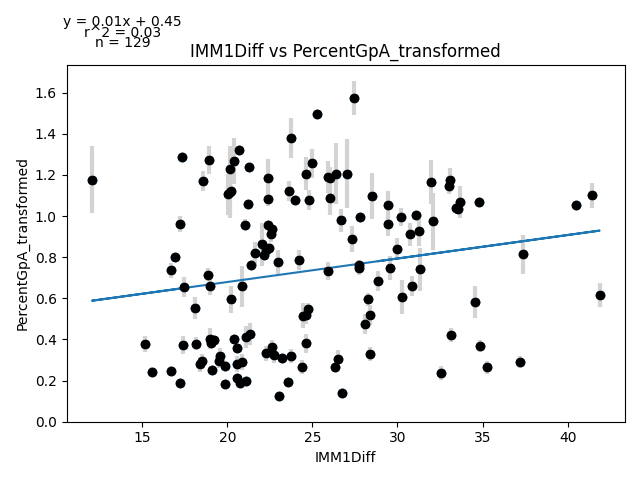 y = 0.01x + 0.45
r^2 = 0.03
n = 129
IMM1Diff vs PercentGpA_transformed
PercentGpA_transformed
1.6
1.4
1.2
1.0
0.8
0.6
0.4
0.2
0.0
15 20 25 30 35 40
IMM1Diff